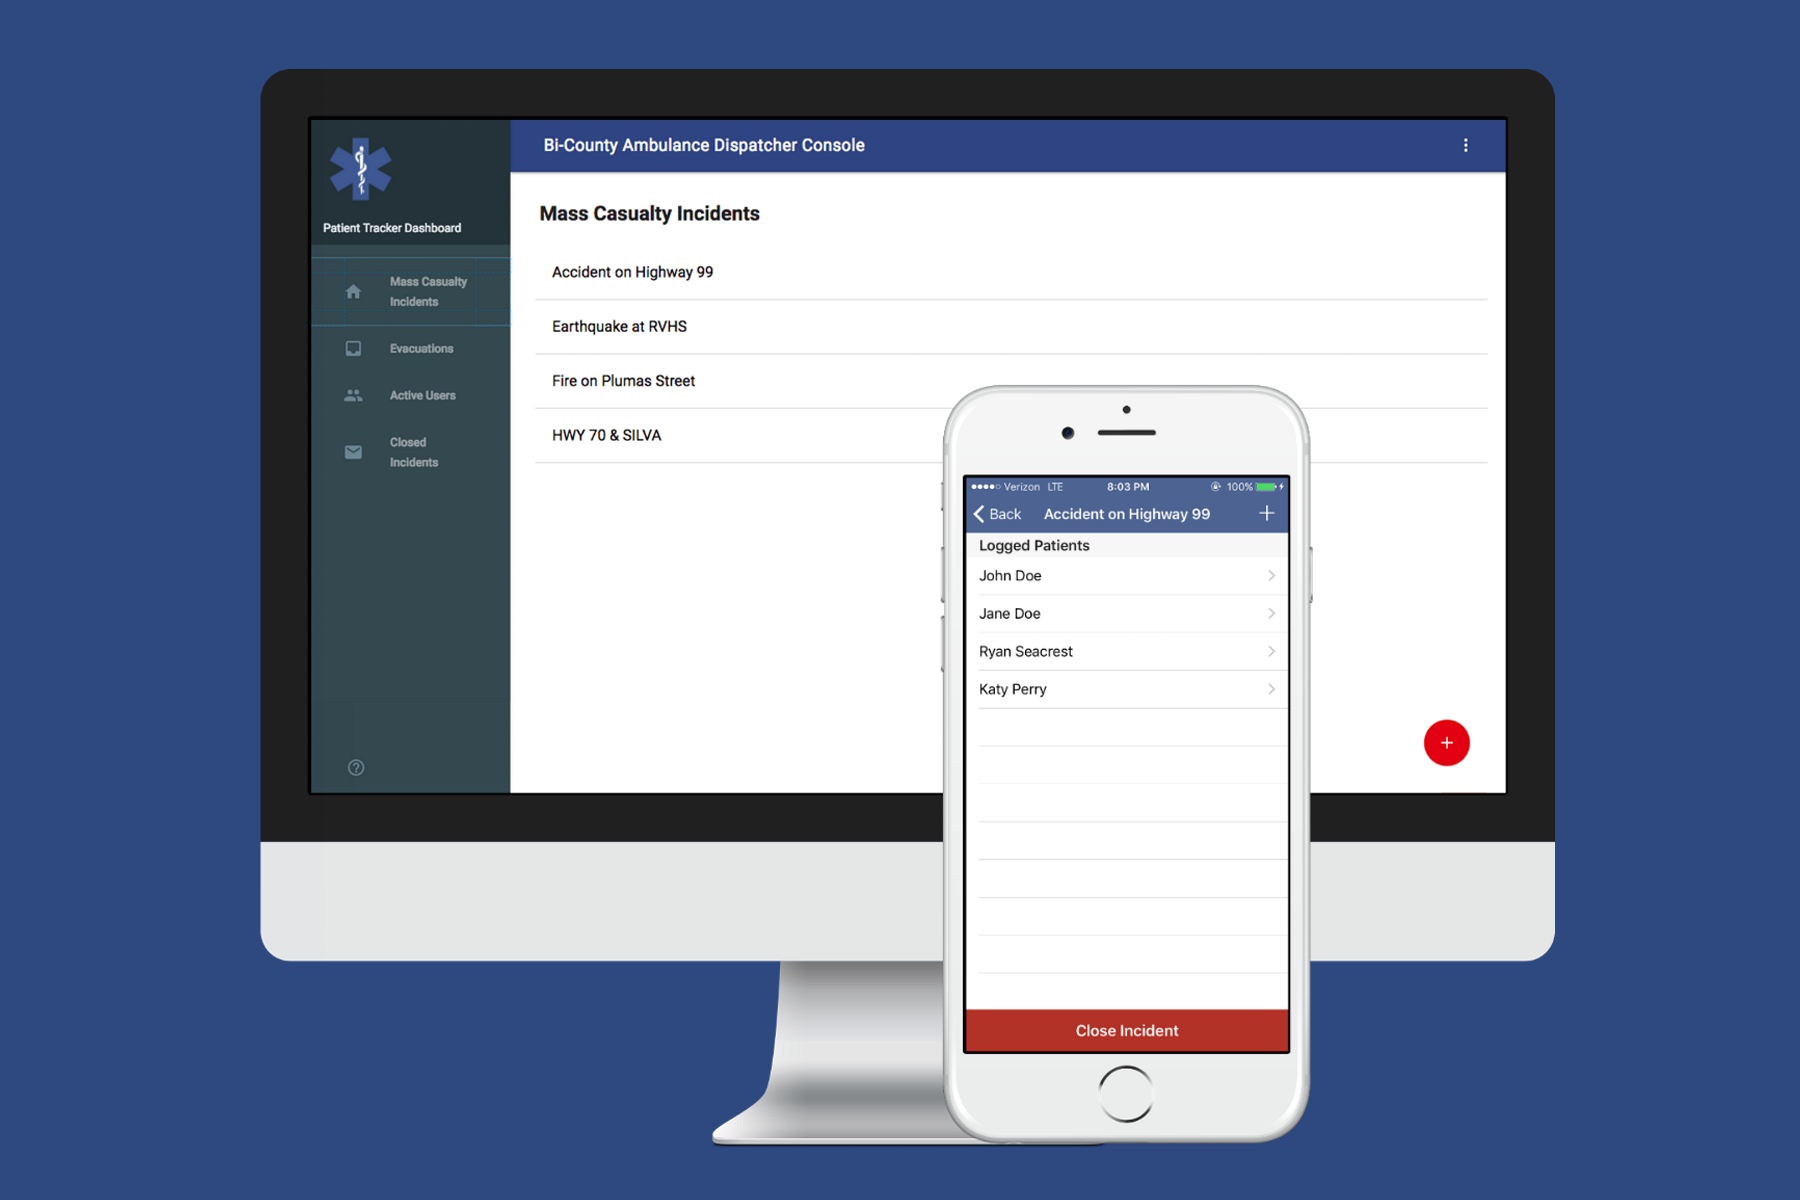 Bi-County Ambulance Dispatcher Console
Patient Tracker Dashboard
Mass Casualty
Incidents
Evacuations
Active Users
Closed
Incidents
Mass Casualty Incidents
Accident on Highway 99
Earthquake at RVHS
Fire on Plumas Street
HWY 70 & SILVA
+
Verizon LTE 8:03 PM 100%
Back Accident on Highway 99 +
Logged Patients
John Doe
Jane Doe
Ryan Seacrest
Katy Perry
Close Incident